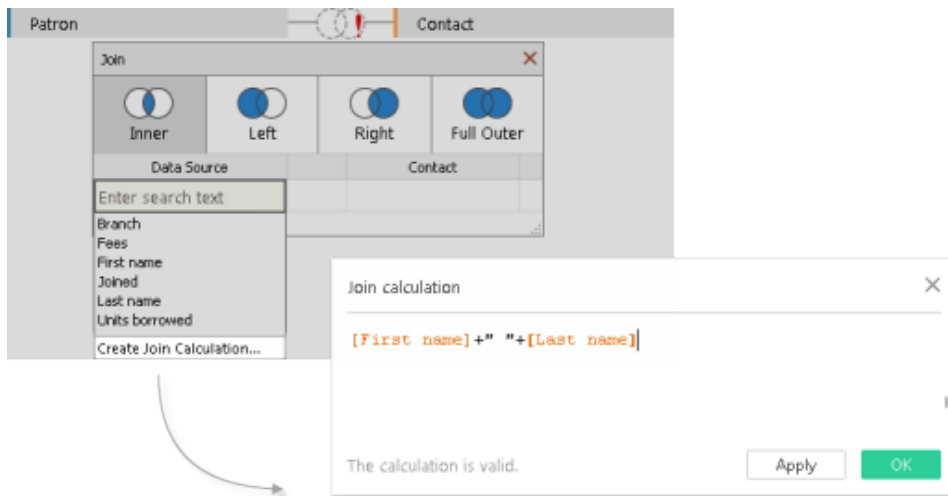 Patron
Contact
Join
Inner Left Right Full Outer
Data Source Contact
Enter search text
Branch
Fees
First name
Joined
Last name
Units borrowed
Create Join Calculation...
Join calculation
[First name]+" "+[Last name]
The calculation is valid.
Apply OK